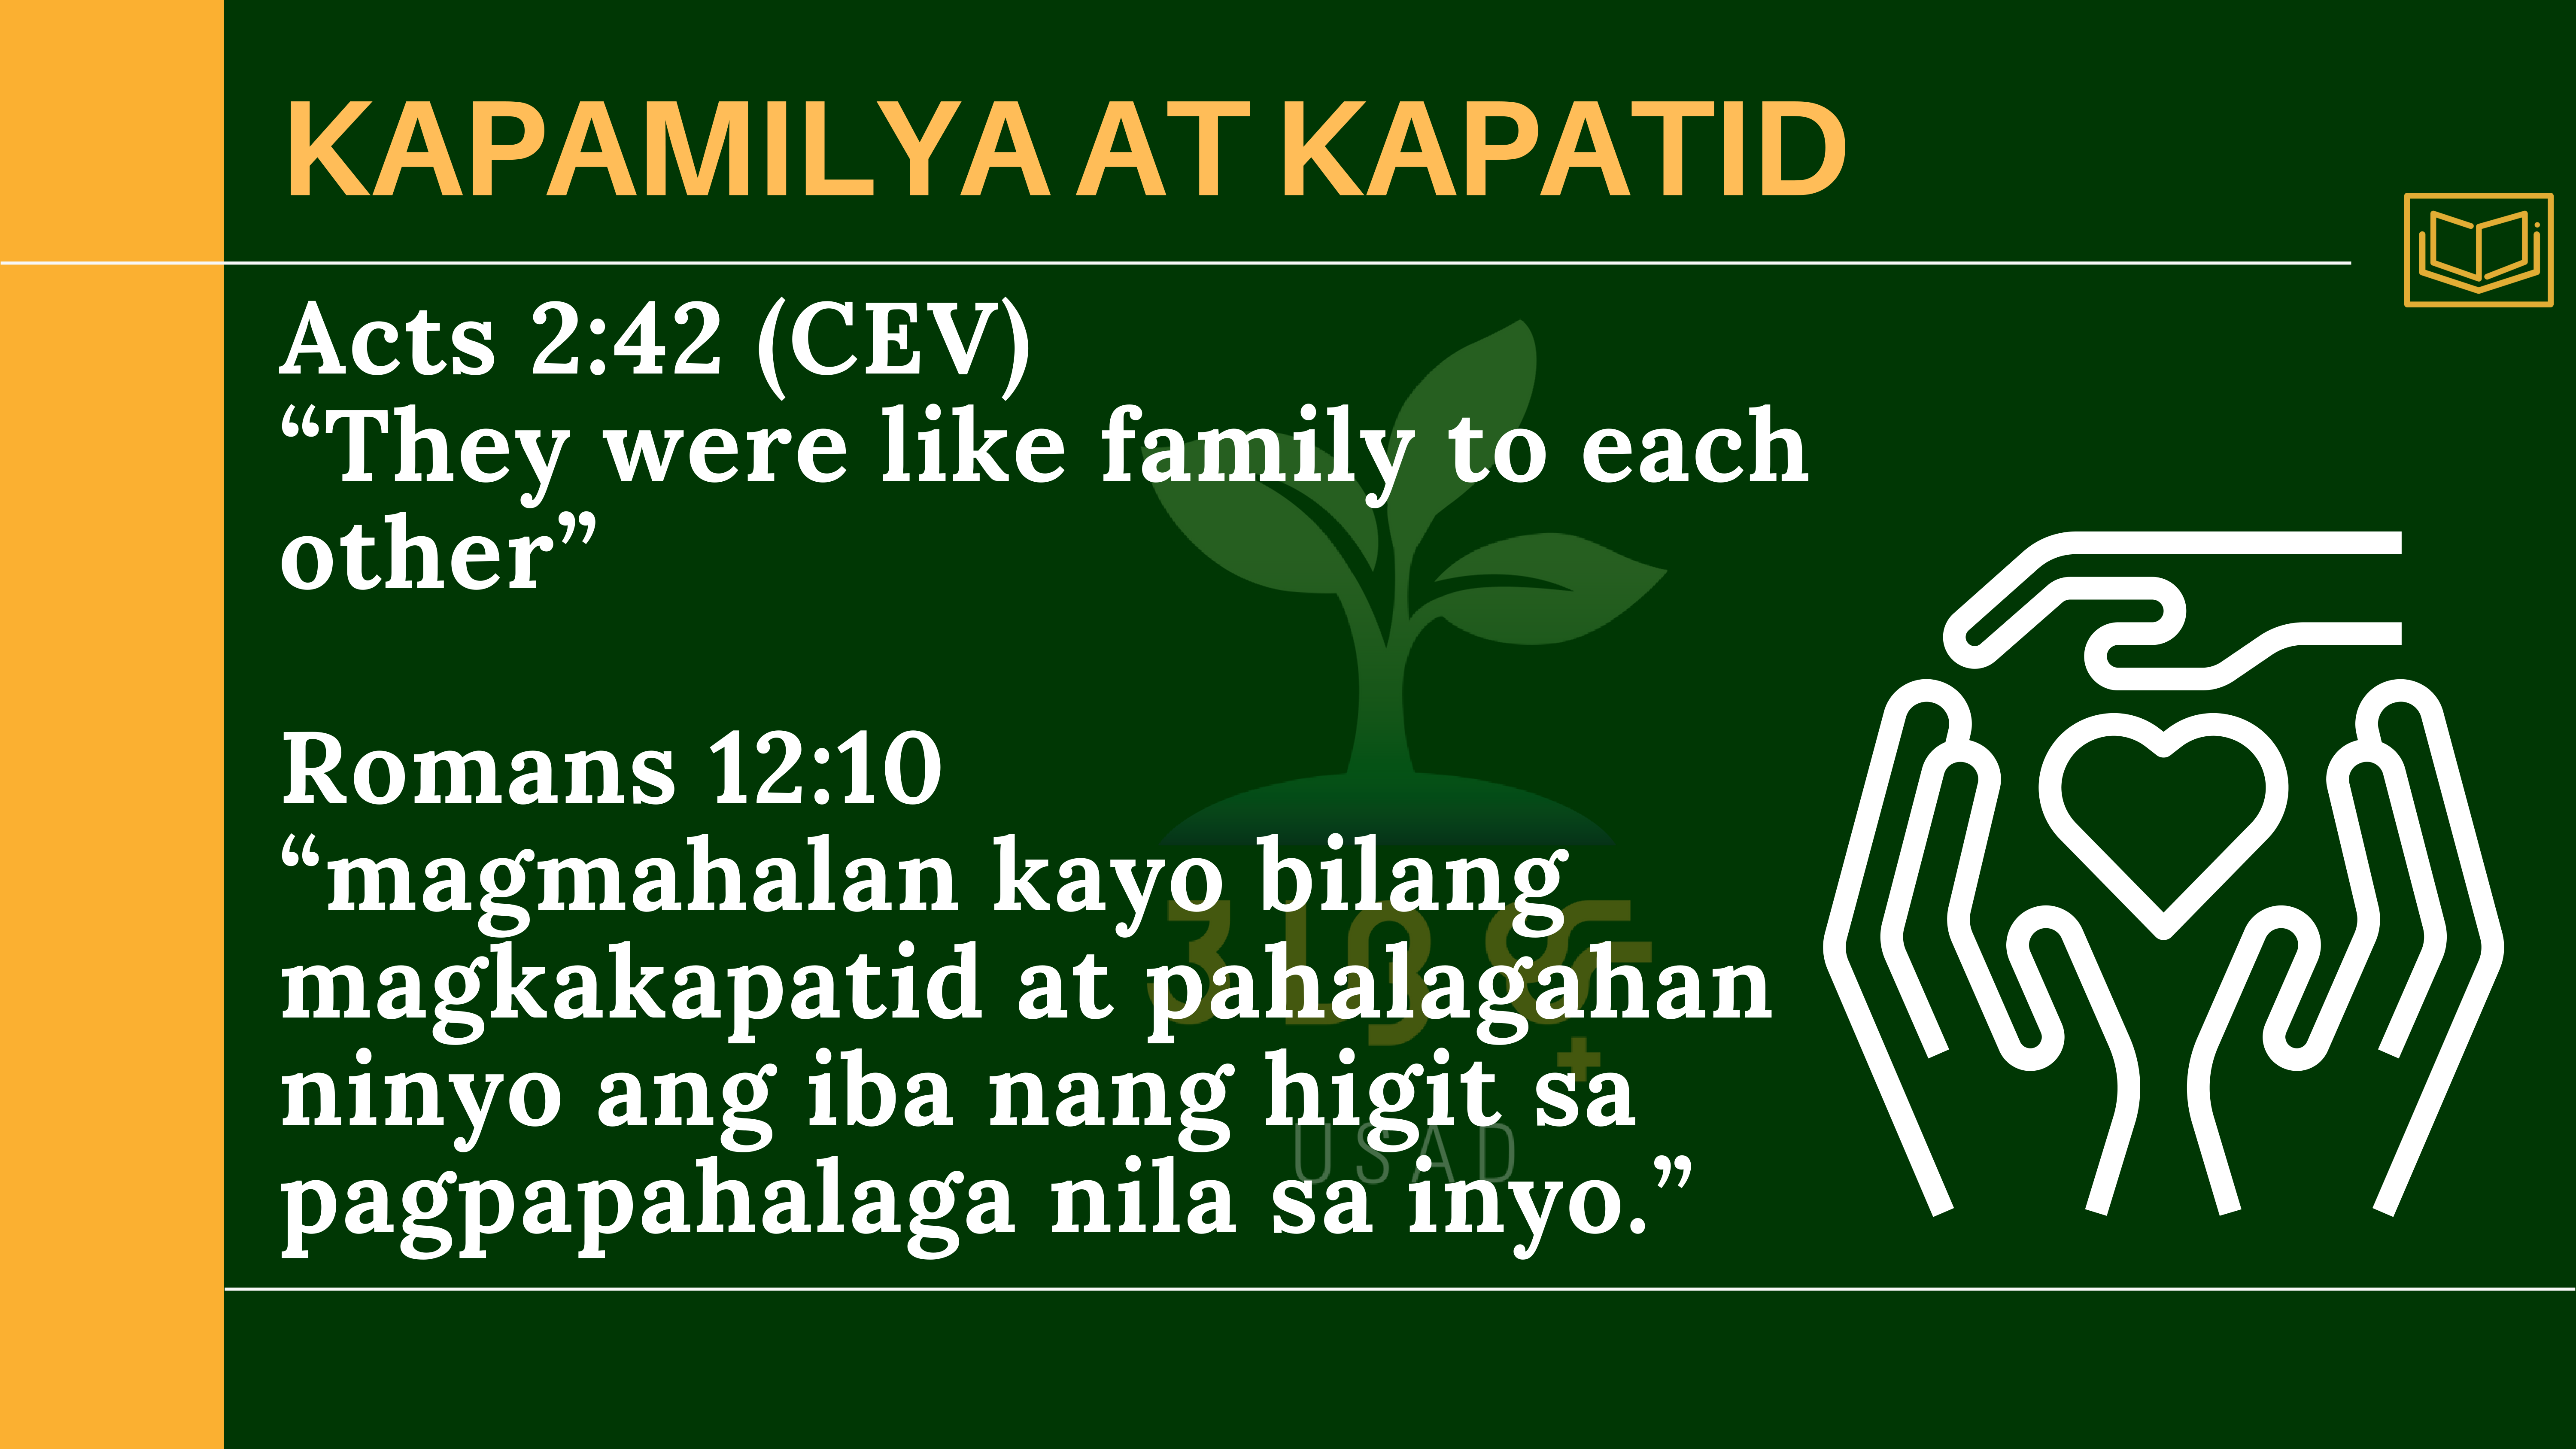 KAPAMILYA AT KAPATID
Acts 2:42 (CEV)
“They were like family to each
other”
Romans 12:10
“magmahalan kayo bilang
magkakapatid at pahalagahan
ninyo ang iba nang higit sa
pagpapahalaga nila sa inyo.”
USAD